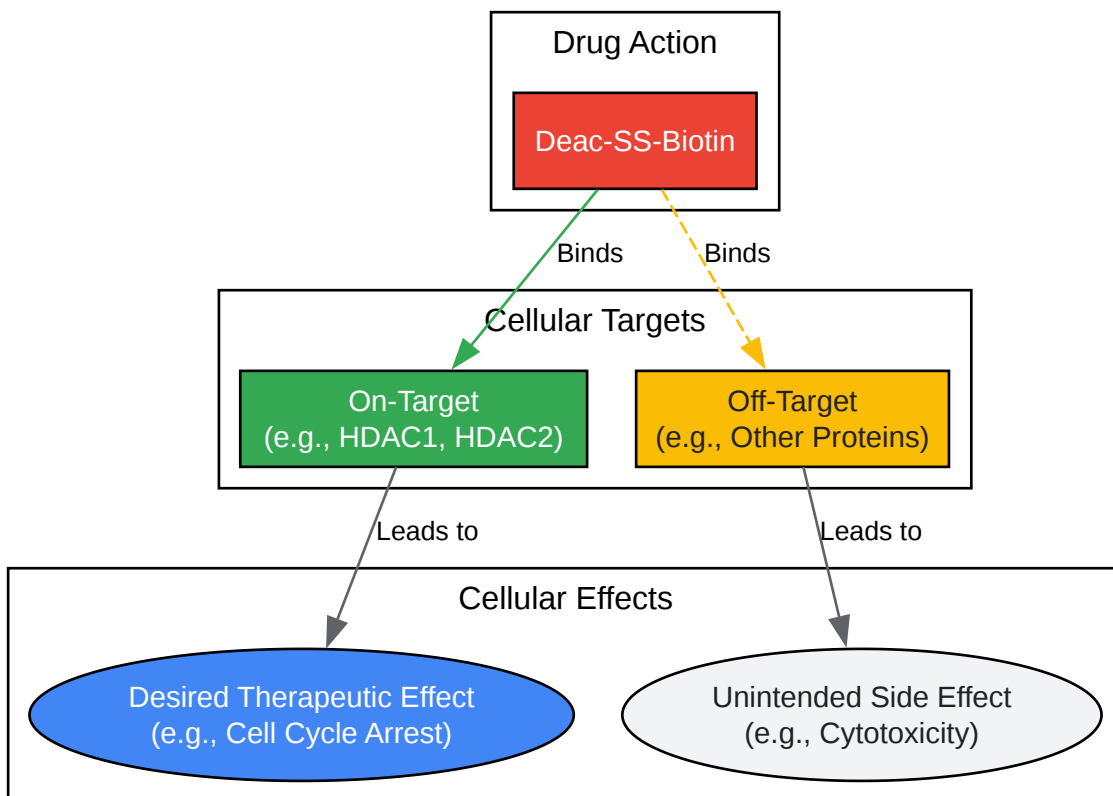 Drug Action
Deac-SS-Biotin
Binds
Binds
Cellular Targets
On-Target
(e.g., HDAC1, HDAC2)
Off-Target
(e.g., Other Proteins)
Leads to
Leads to
Cellular Effects
Desired Therapeutic Effect
(e.g., Cell Cycle Arrest)
Unintended Side Effect
(e.g., Cytotoxicity)